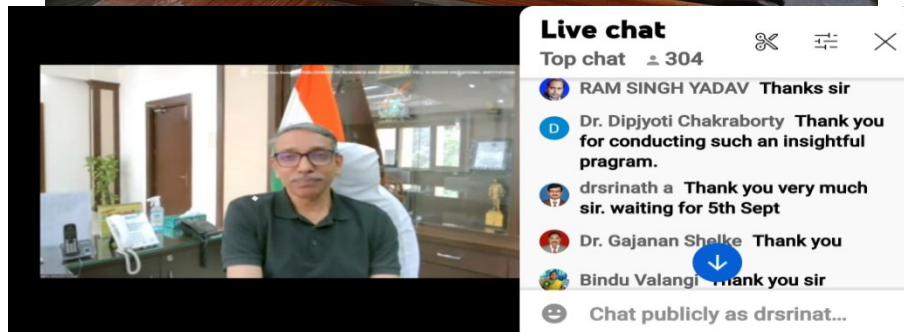 Live chat
Top chat 304
RAM SINGH YADAV Thanks sir
D Dr. Dipjyoti Chakraborty Thank you
for conducting such an insightful
pragram.
drsrinath a Thank you very much
sir. waiting for 5th Sept
Dr. Gajanan Shelke Thank you
Bindu Valangi Thank you sir
Chat publicly as drsrinat...